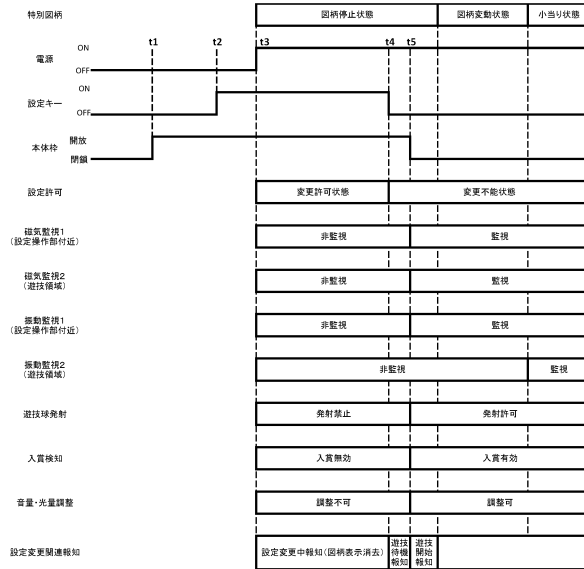 特別図柄 図柄停止状態 図柄変動状態 小当り状態
t1 t2 t3 t4 t5
電源 ON
OFF
設定キー ON
OFF
本体枠 開放
閉鎖
設定許可 変更許可状態 変更不能状態
磁気監視1
(設定操作部付近) 非監視 監視
磁気監視2
(遊技領域) 非監視 監視
振動監視1
(設定操作部付近) 非監視 監視
振動監視2
(遊技領域) 非監視 監視
遊技球発射 発射禁止 発射許可
入賞検知 入賞無効 入賞有効
音量・光量調整 調整不可 調整可
設定変更関連報知 設定変更中報知(図柄表示消去)
遊技
待機
報知
遊技
開始
報知